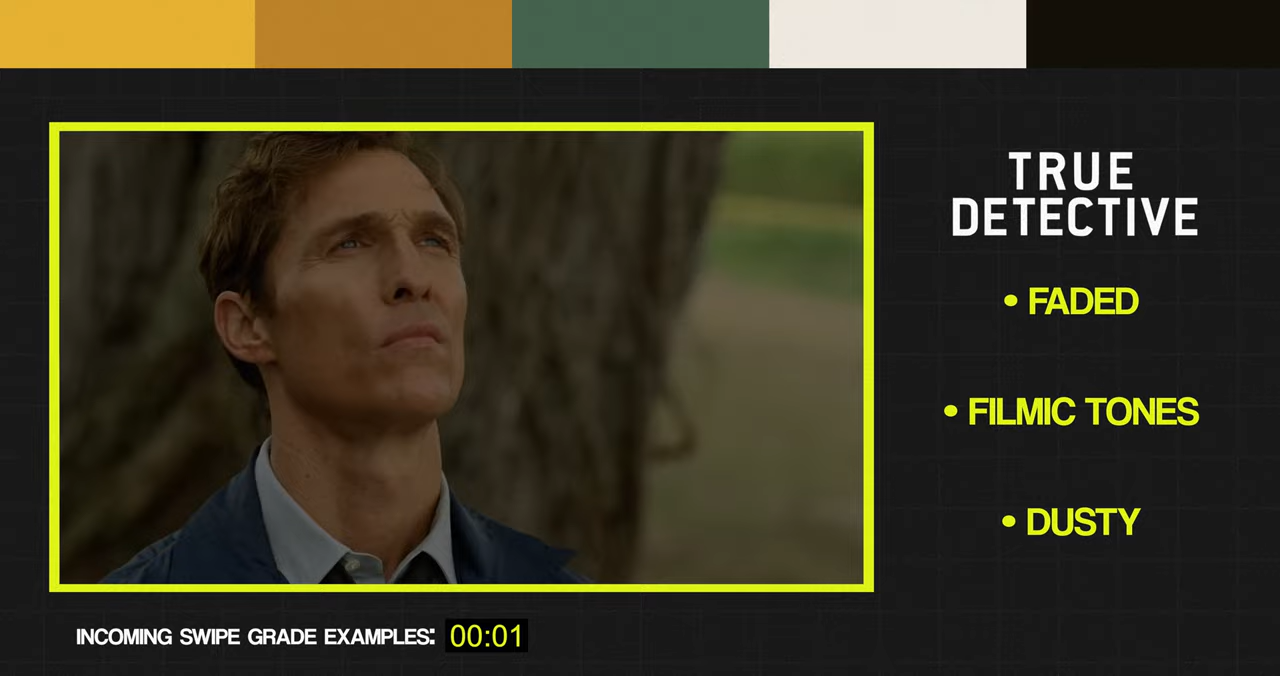 TRUE
DETECTIVE
• FADED
• FILMIC TONES
• DUSTY
INCOMING SWIPE GRADE EXAMPLES: 00:01